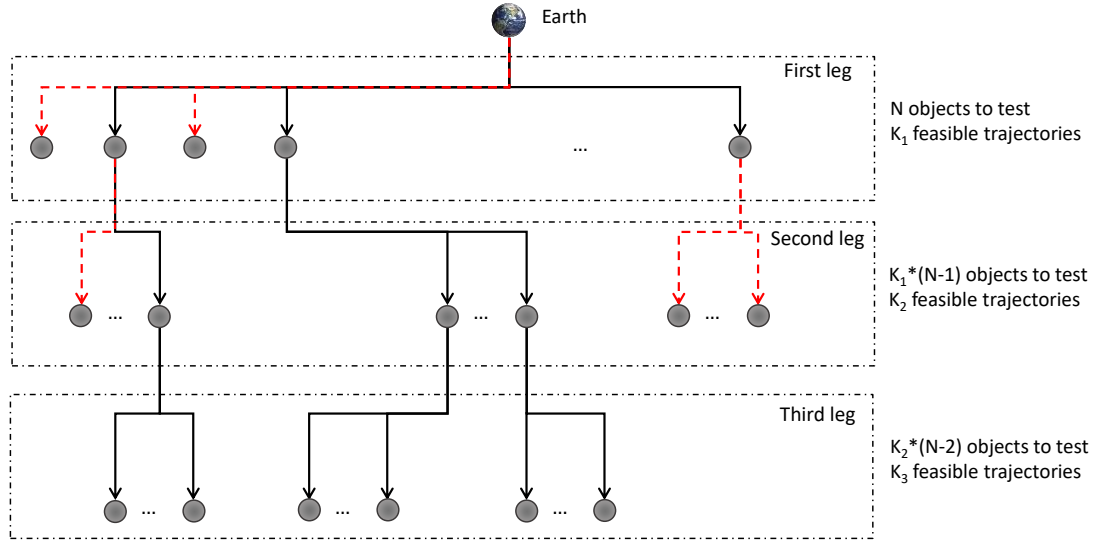 Earth
First leg
N objects to test
K₁ feasible trajectories
...
Second leg
K₁*(N-1) objects to test
K₂ feasible trajectories
... ... ...
Third leg
K₂*(N-2) objects to test
K₃ feasible trajectories
... ... ...